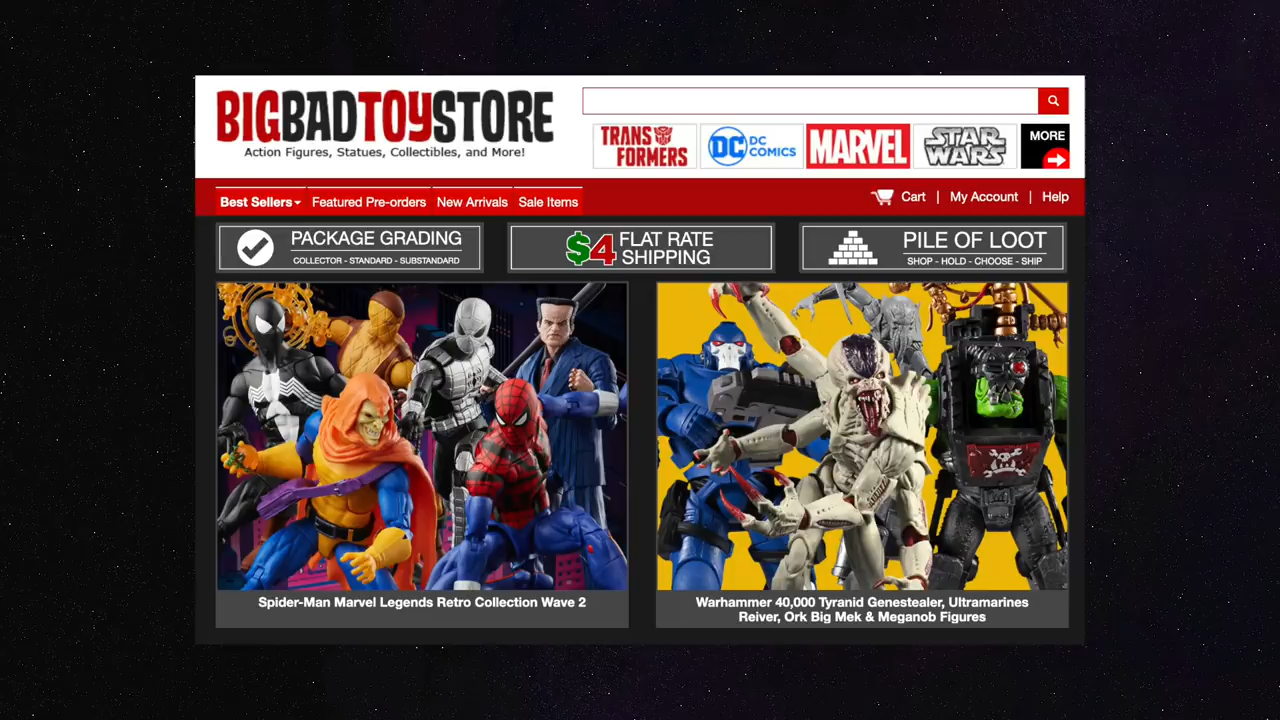 BIGBADTOYSTORE
Action Figures, Statues, Collectibles, and More!
TRANSFORMERS
DC
DC COMICS
MARVEL
STAR WARS
MORE
Best Sellers
Featured Pre-orders
New Arrivals
Sale Items
Cart | My Account | Help
PACKAGE GRADING
COLLECTOR - STANDARD - SUBSTANDARD
$4 FLAT RATE
SHIPPING
PILE OF LOOT
SHOP - HOLD - CHOOSE - SHIP
Spider-Man Marvel Legends Retro Collection Wave 2
Warhammer 40,000 Tyranid Genestealer, Ultramarines
Reiver, Ork Big Mek & Meganob Figures